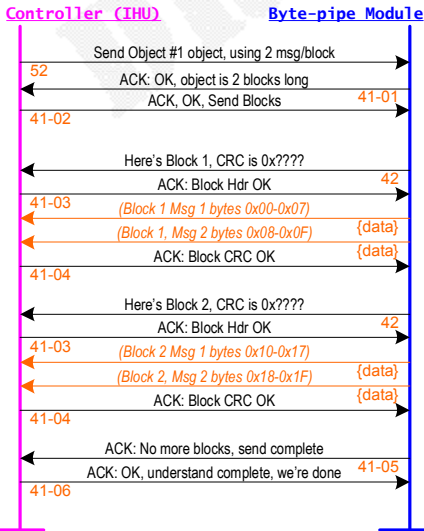 Controller (IHU) Byte-pipe Module
Send Object #1 object, using 2 msg/block
52
ACK: OK, object is 2 blocks long
41-01
ACK, OK, Send Blocks
41-02
Here's Block 1, CRC is 0x????
42
ACK: Block Hdr OK
41-03
(Block 1 Msg 1 bytes 0x00-0x07)
{data}
(Block 1, Msg 2 bytes 0x08-0x0F)
{data}
ACK: Block CRC OK
41-04
Here's Block 2, CRC is 0x????
42
ACK: Block Hdr OK
41-03
(Block 2 Msg 1 bytes 0x10-0x17)
{data}
(Block 2, Msg 2 bytes 0x18-0x1F)
{data}
ACK: Block CRC OK
41-04
ACK: No more blocks, send complete
41-05
ACK: OK, understand complete, we're done
41-06